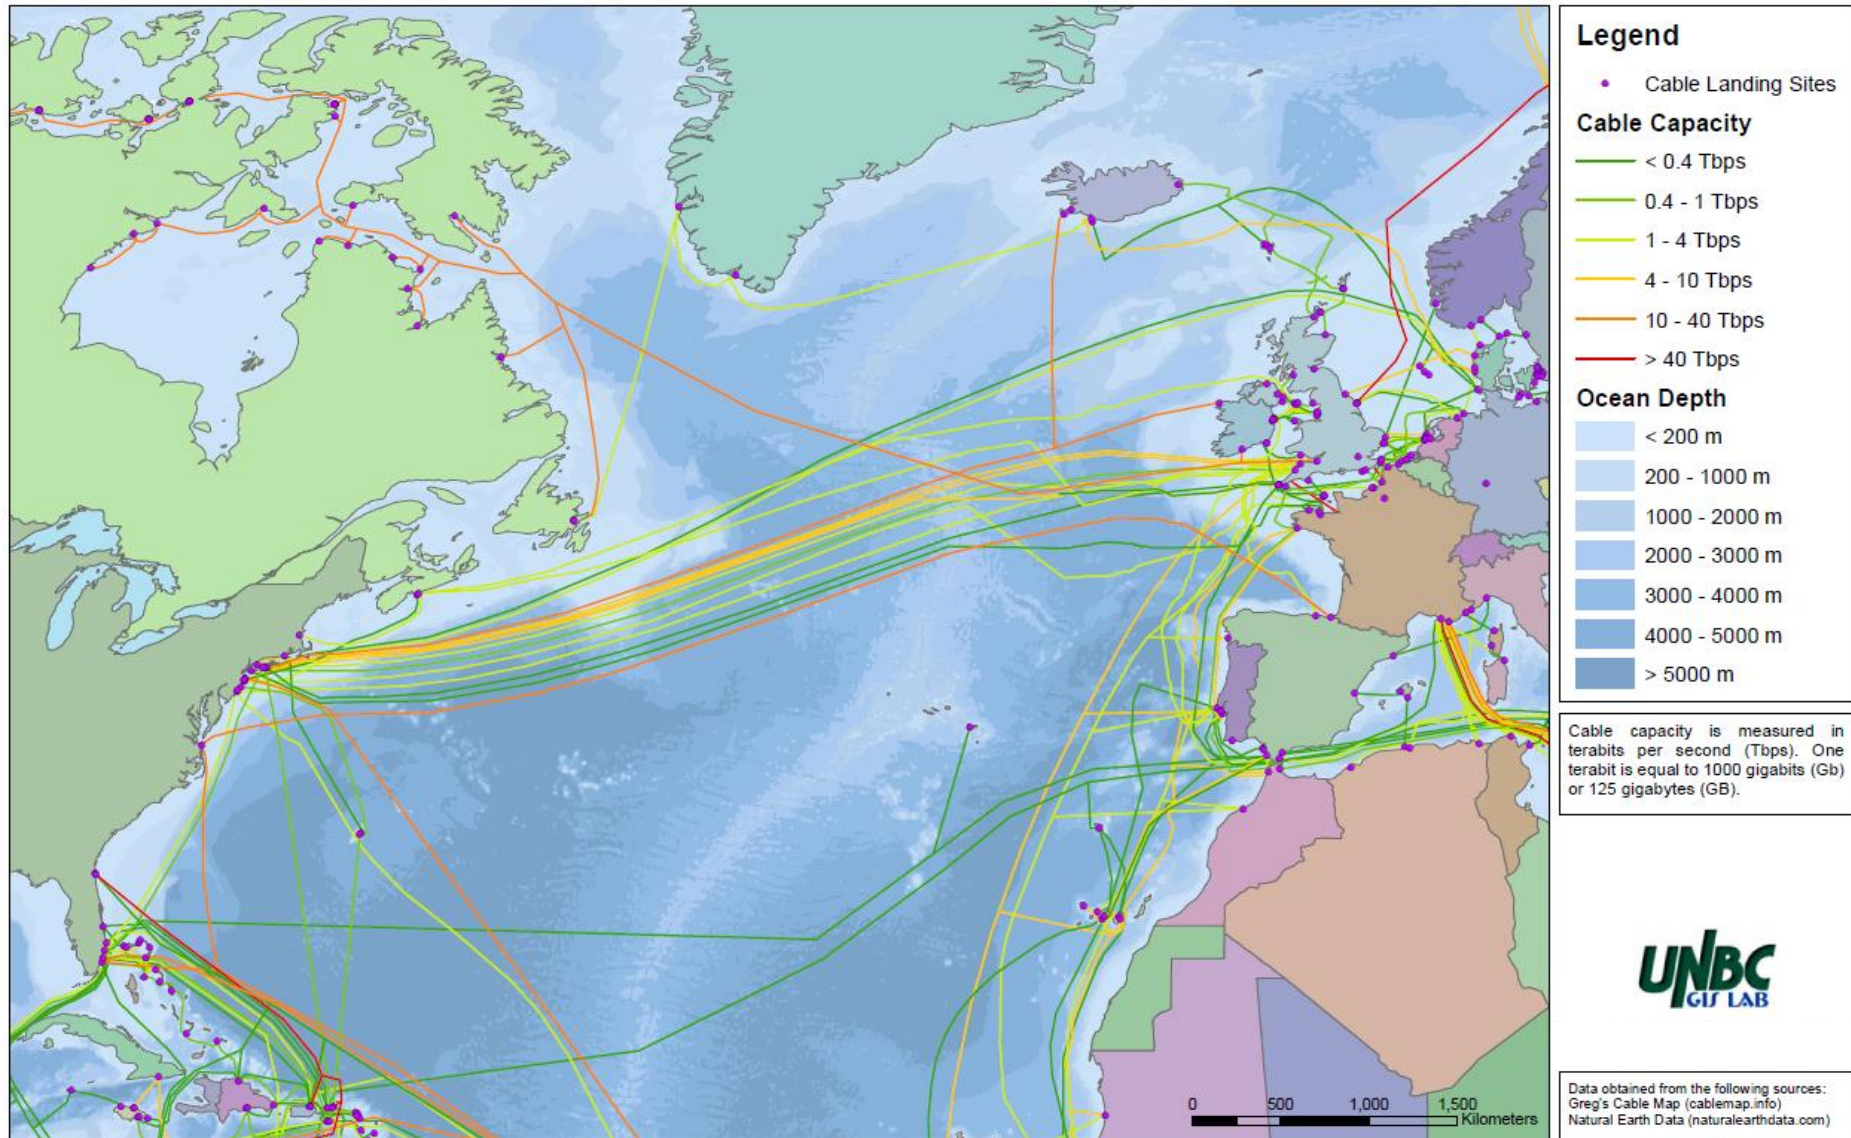 Legend
Cable Landing Sites
Cable Capacity
< 0.4 Tbps
0.4 - 1 Tbps
1 - 4 Tbps
4 - 10 Tbps
10 - 40 Tbps
> 40 Tbps
Ocean Depth
< 200 m
200 - 1000 m
1000 - 2000 m
2000 - 3000 m
3000 - 4000 m
4000 - 5000 m
> 5000 m
Cable capacity is measured in
terabits per second (Tbps). One
terabit is equal to 1000 gigabits (Gb)
or 125 gigabytes (GB).
UNBC
GIS LAB
Data obtained from the following sources:
Greg's Cable Map (cablemap.info)
Natural Earth Data (naturalearthdata.com)
0 500 1,000 1,500
Kilometers